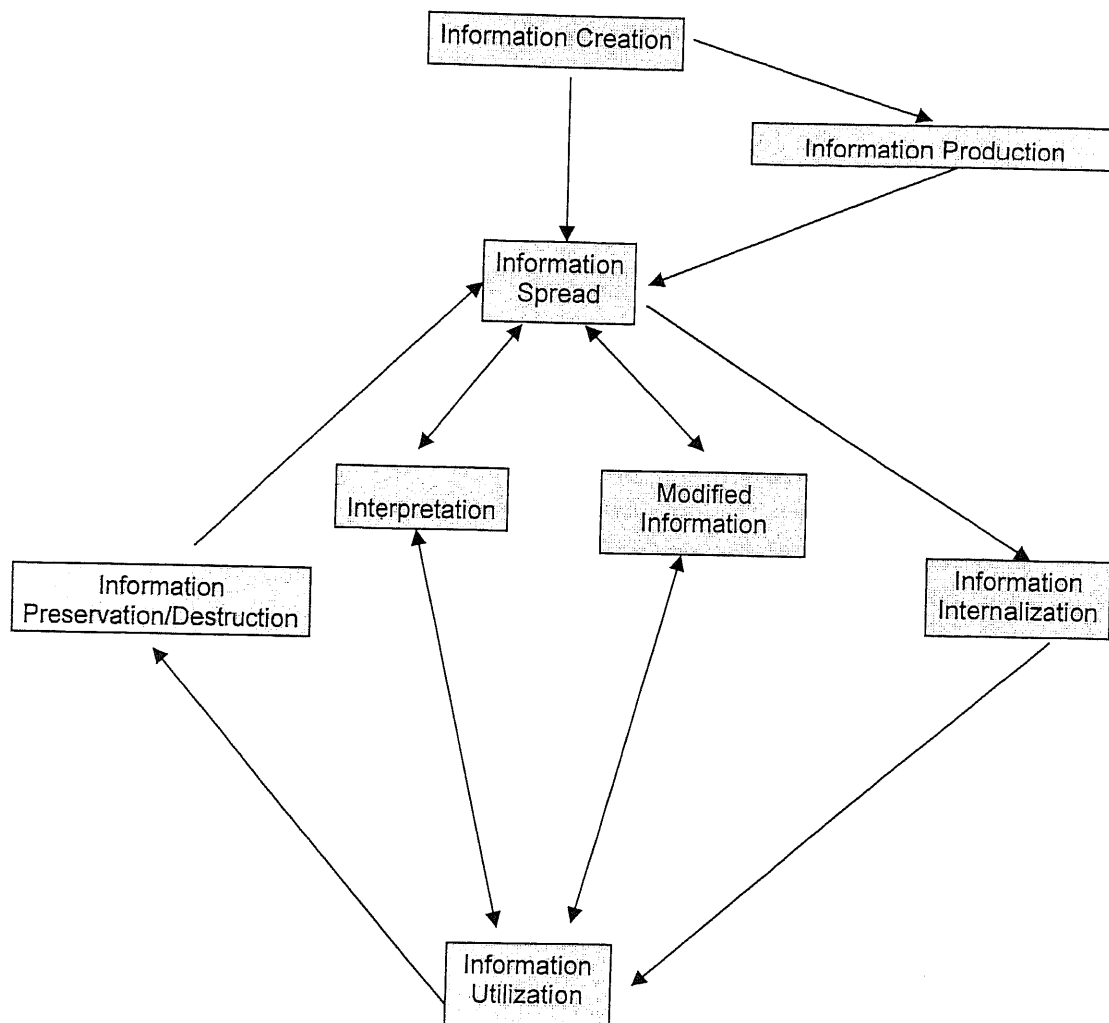 Information Creation
Information Production
Information
Spread
Interpretation
Modified
Information
Information
Preservation/Destruction
Information
Internalization
Information
Utilization